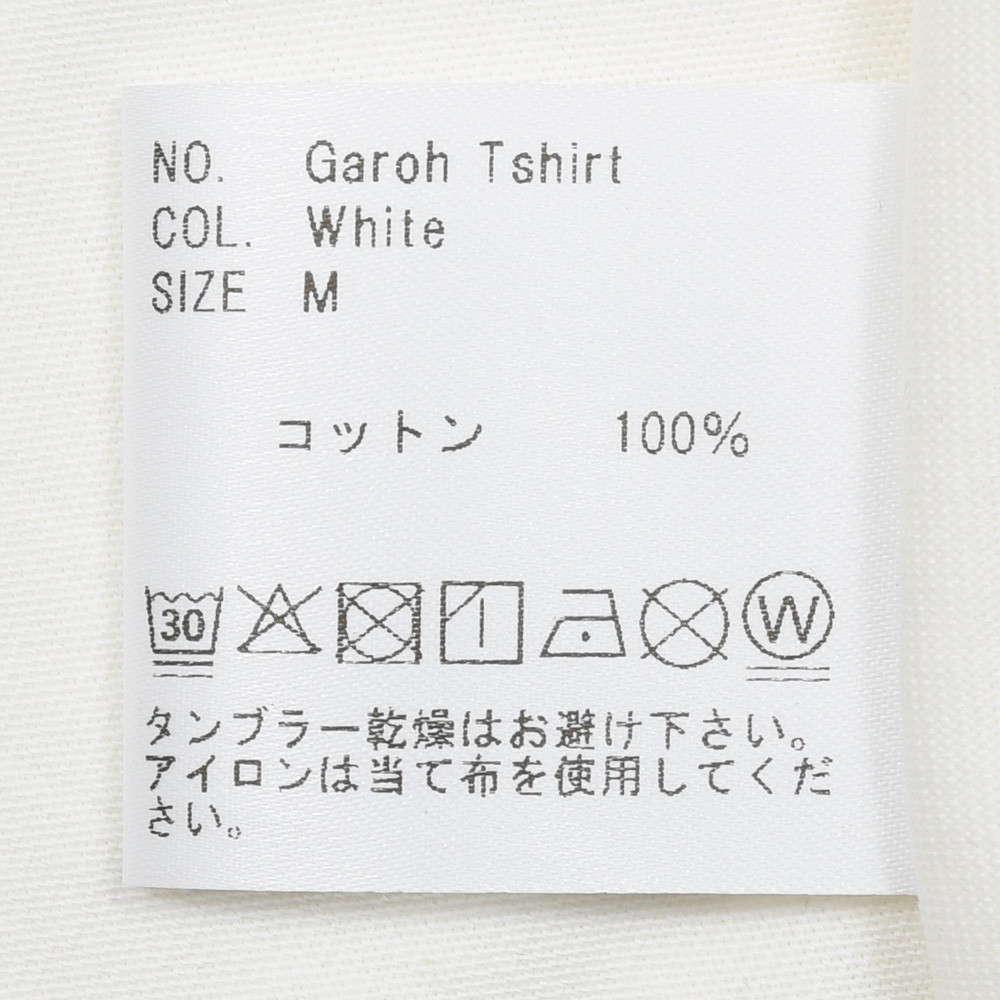 NO. Garoh Tshirt
COL. White
SIZE M
コットン 100%
30 W
タンブラー乾燥はお避け下さい。
アイロンは当て布を使用してくだ
さい。